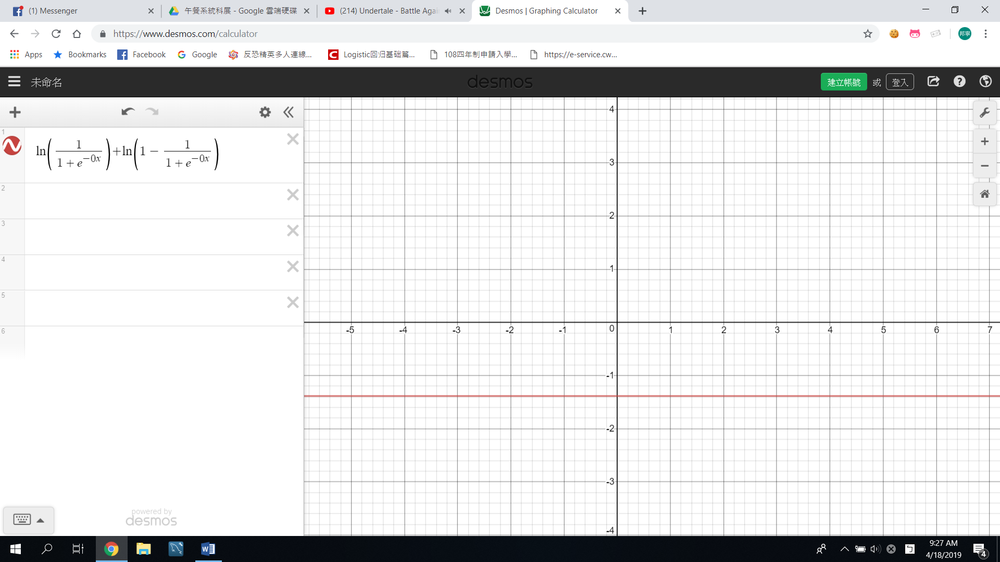 (1) Messenger
午餐系統科展 - Google 雲端硬碟
(214) Undertale - Battle Agai
Desmos | Graphing Calculator
https://www.desmos.com/calculator
邦寧
Apps
Bookmarks
Facebook
Google
反恐精英多人連線...
Logistic回归基础篇...
108四年制申請入學...
https://e-service.cw...
未命名
desmos
建立帳號 或 登入
1
ln(1/(1+e^{-0x}))+ln(1-1/(1+e^{-0x}))
2
3
4
5
6
powered by
desmos
4
3
2
1
-5 -4 -3 -2 -1 0 1 2 3 4 5 6 7
-1
-2
-3
-4
9:27 AM
4/18/2019
4